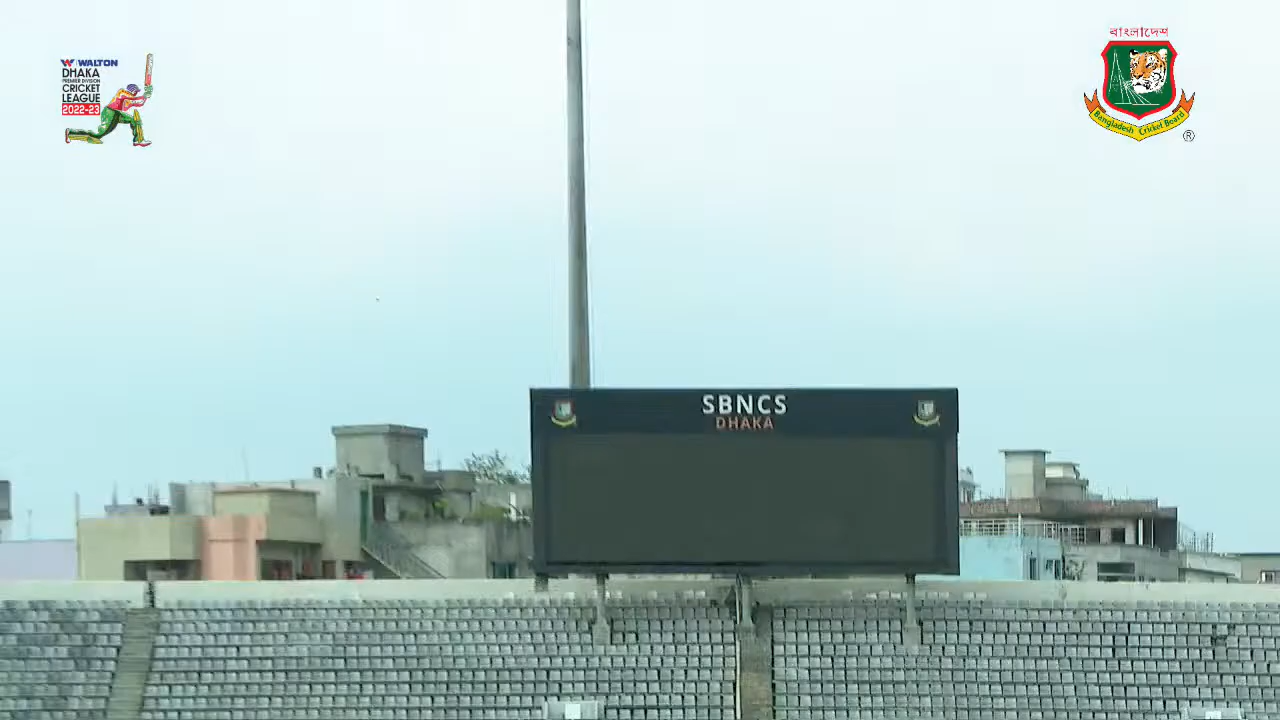 WALTON
DHAKA
PREMIER DIVISION
CRICKET
LEAGUE
2022-23
বাংলাদেশ
Bangladesh Cricket Board
®
SBNCS
DHAKA